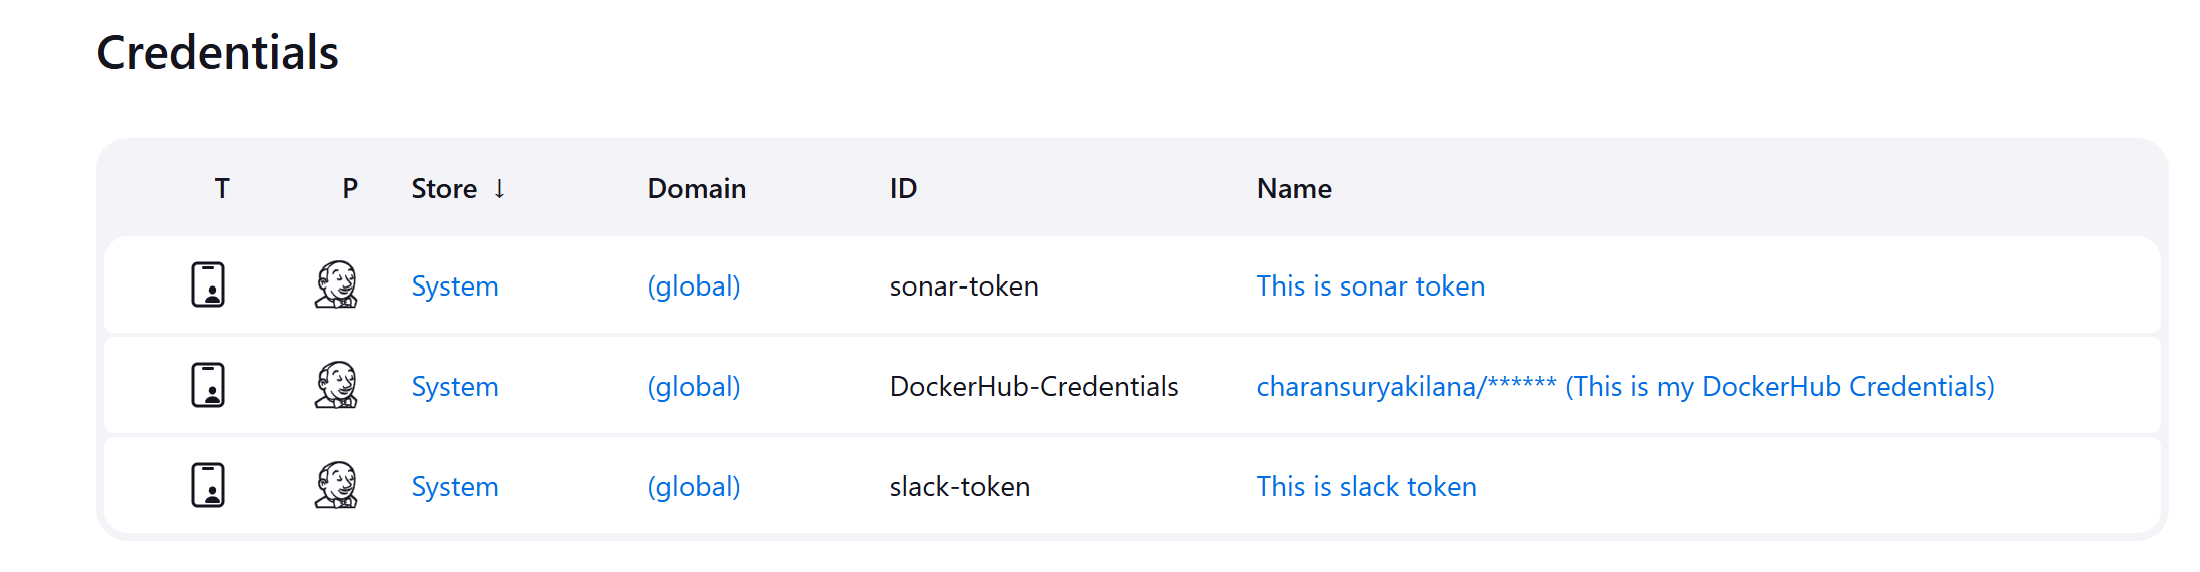 Credentials
T P Store ↓ Domain ID Name
System (global) sonar-token This is sonar token
System (global) DockerHub-Credentials charansuryakilana/****** (This is my DockerHub Credentials)
System (global) slack-token This is slack token